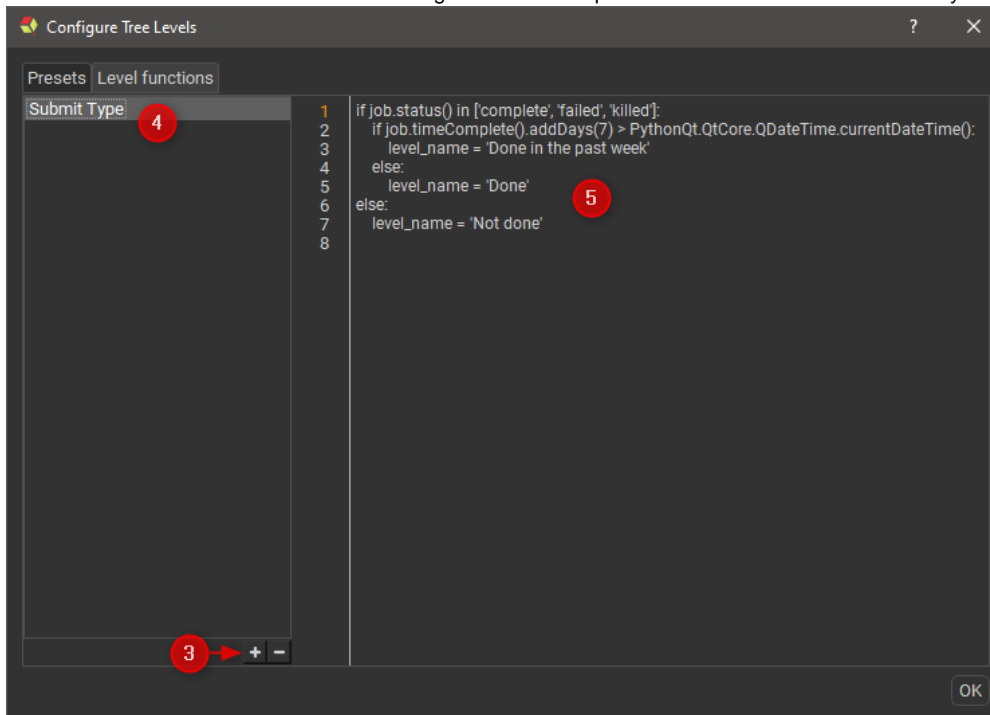 Configure Tree Levels ? ×
Presets Level functions
Submit Type
4
1 if job.status() in ['complete', 'failed', 'killed']:
2 if job.timeComplete().addDays(7) > PythonQt.QtCore.QDateTime.currentDateTime():
3 level_name = 'Done in the past week'
4 else:
5 level_name = 'Done'
6 else:
7 level_name = 'Not done'
8
5
3 + −
OK